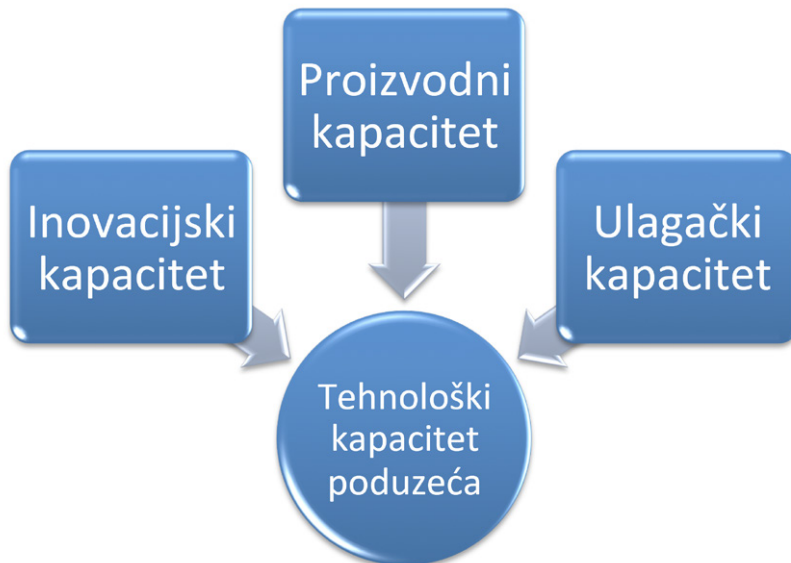 Proizvodni
kapacitet
Inovacijski
kapacitet
Ulagački
kapacitet
Tehnološki
kapacitet
poduzeća